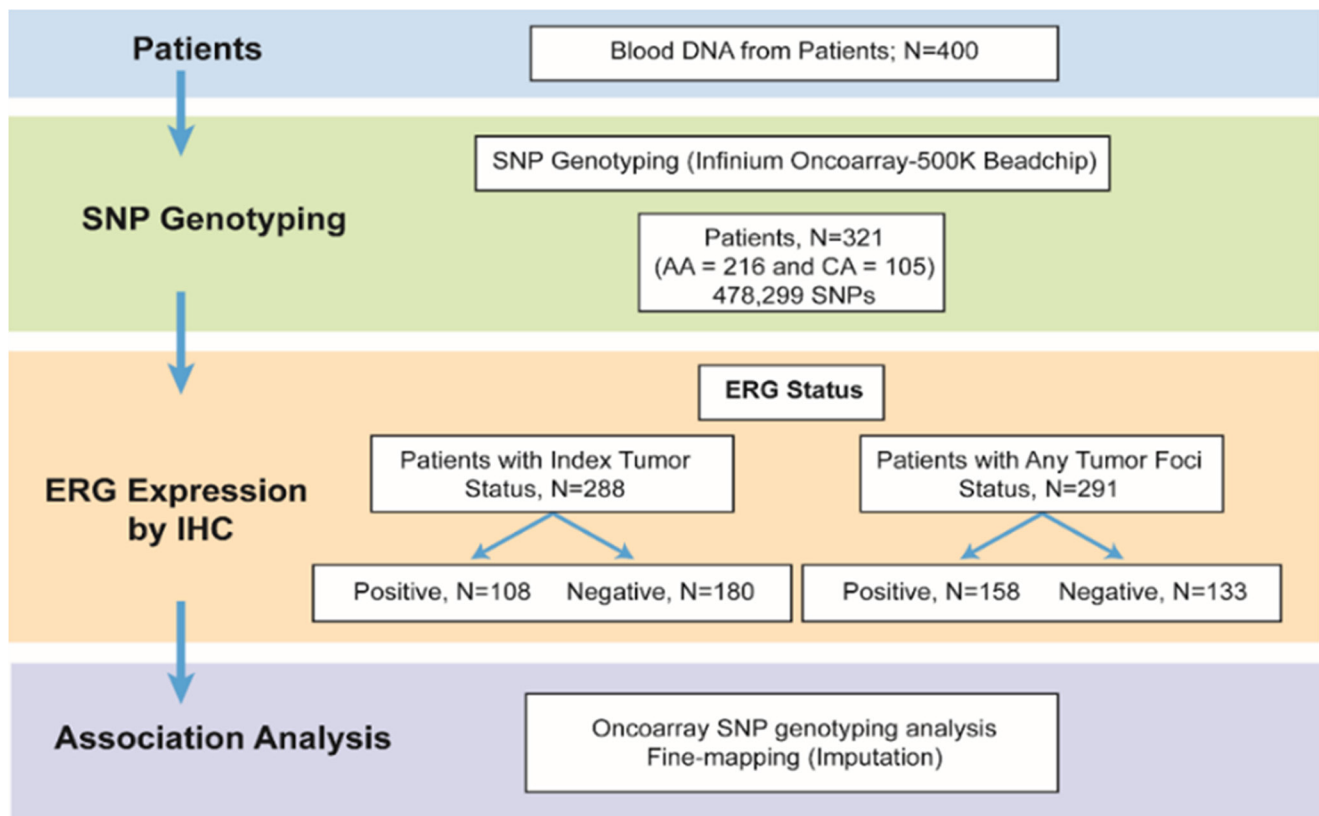 Patients
Blood DNA from Patients; N=400
SNP Genotyping
SNP Genotyping (Infinium Oncoarray-500K Beadchip)
Patients, N=321
(AA = 216 and CA = 105)
478,299 SNPs
ERG Expression
by IHC
ERG Status
Patients with Index Tumor
Status, N=288
Patients with Any Tumor Foci
Status, N=291
Positive, N=108 Negative, N=180
Positive, N=158 Negative, N=133
Association Analysis
Oncoarray SNP genotyping analysis
Fine-mapping (Imputation)